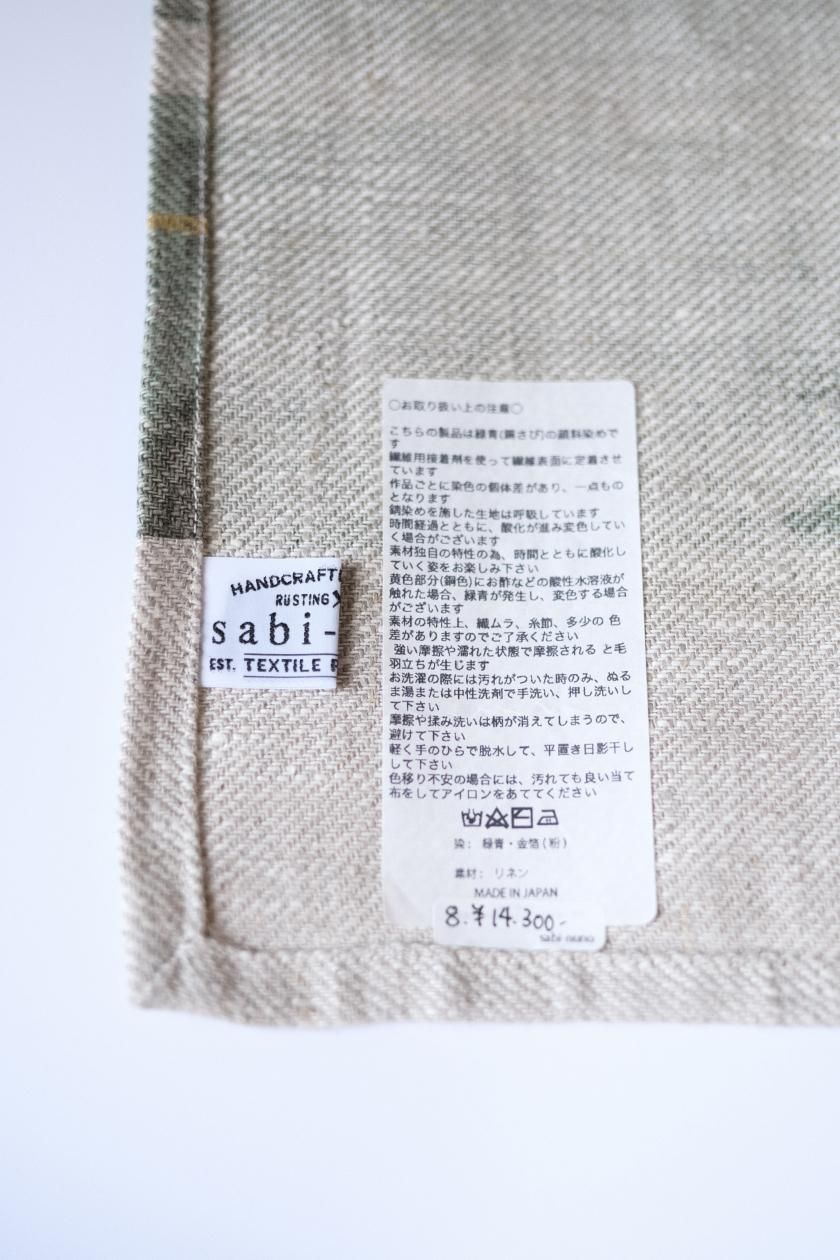 HANDCRAFT
RUSTING
sabi-
EST. TEXTILE
○お取り扱い上の注意○
こちらの製品は緑青(銅さび)の顔料染めで
す
繊維用接着剤を使って繊維表面に定着させ
ています
作品ごとに染色の個体差があり、一点もの
となります
錆染めを施した生地は呼吸しています
時間経過とともに、酸化が進み変色してい
く場合がございます
素材独自の特性の為、時間とともに酸化し
ていく姿をお楽しみ下さい
黄色部分(銅色)にお酢などの酸性水溶液が
触れた場合、緑青が発生し、変色する場合
がございます
素材の特性上、織ムラ、糸節、多少の 色
差がありますのでご了承ください
強い摩擦や濡れた状態で摩擦される と毛
羽立ちが生じます
お洗濯の際には汚れがついた時のみ、ぬる
ま湯または中性洗剤で手洗い、押し洗いし
て下さい
摩擦や揉み洗いは柄が消えてしまうので、
避けて下さい
軽く手のひらで脱水して、平置き日影干し
して下さい
色移り不安の場合には、汚れても良い当て
布をしてアイロンをあててください
染: 緑青・金箔(粉)
素材: リネン
MADE IN JAPAN
8.¥14.300-
sabi-nuno